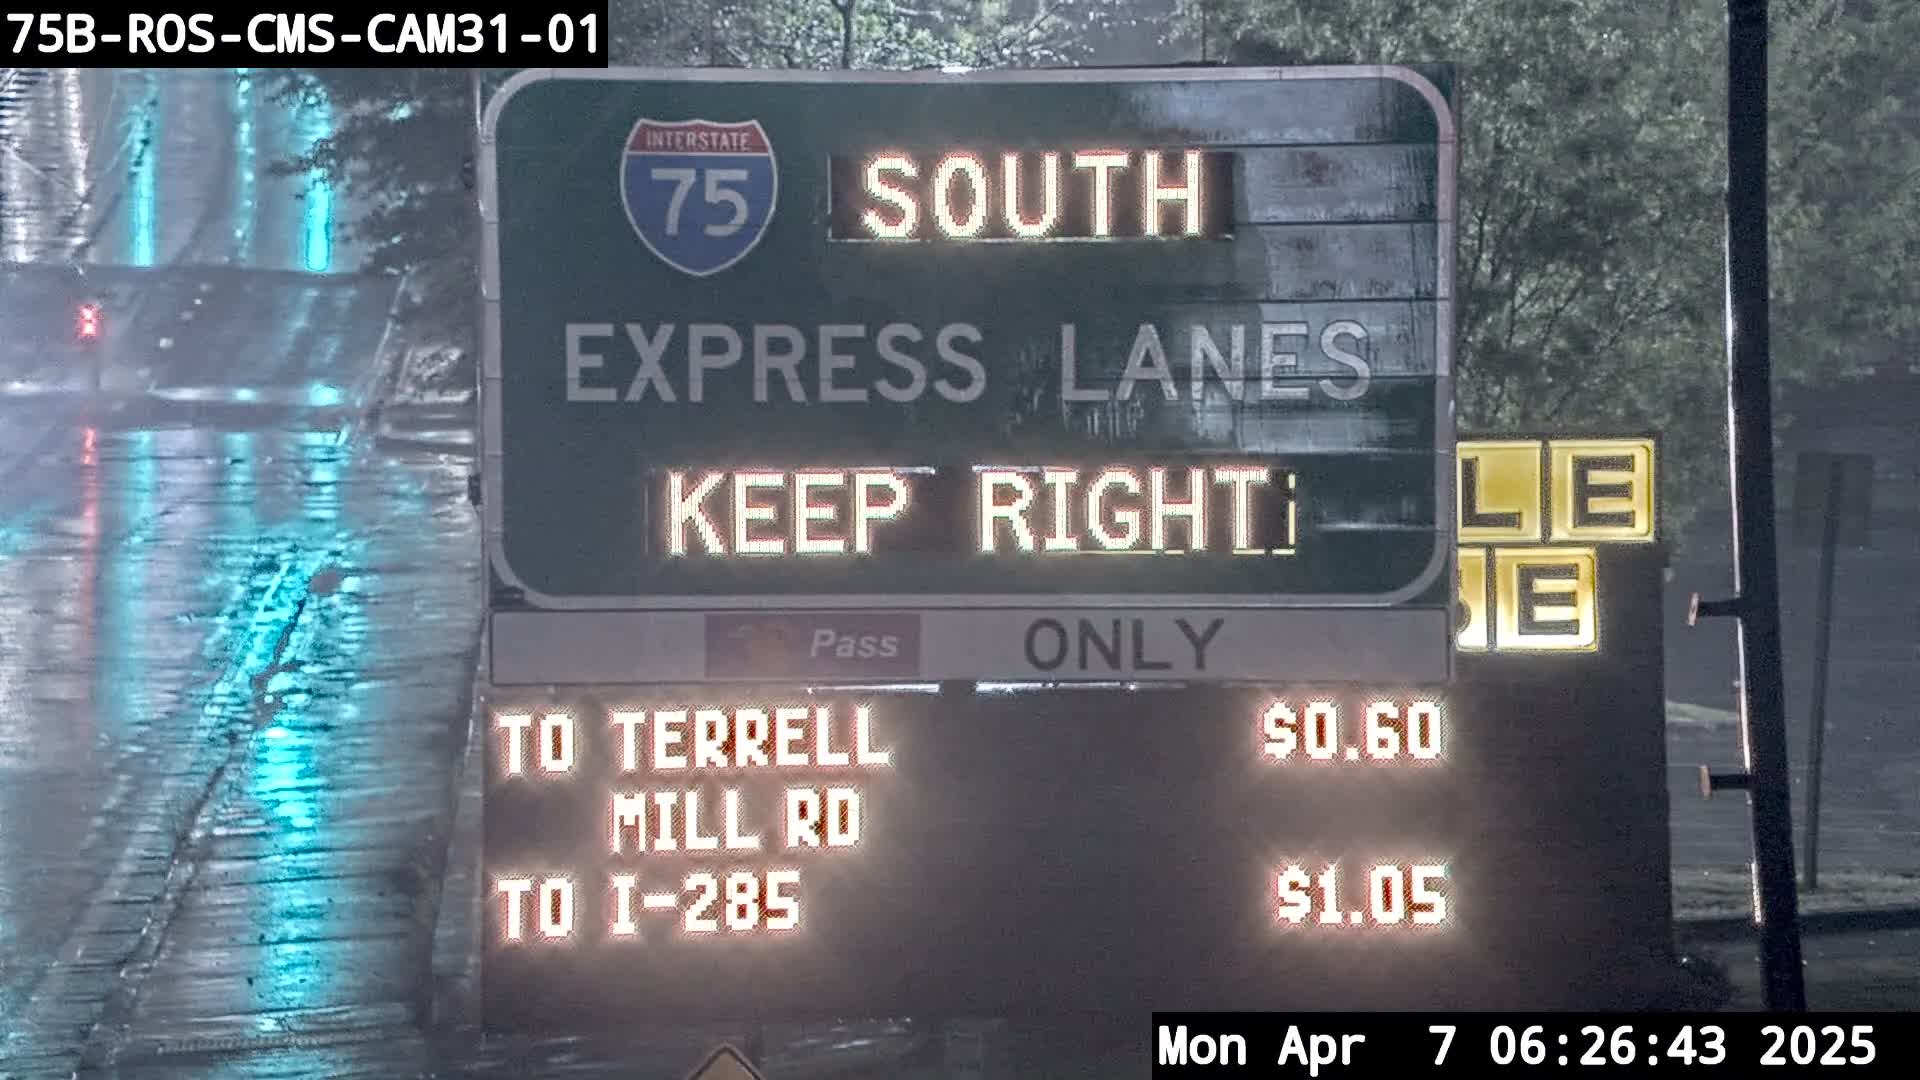 75B-ROS-CMS-CAM31-01
INTERSTATE
75
SOUTH
EXPRESS LANES
KEEP RIGHT
Pass ONLY
LE
E
TO TERRELL $0.60
MILL RD
TO I-285 $1.05
Mon Apr 7 06:26:43 2025